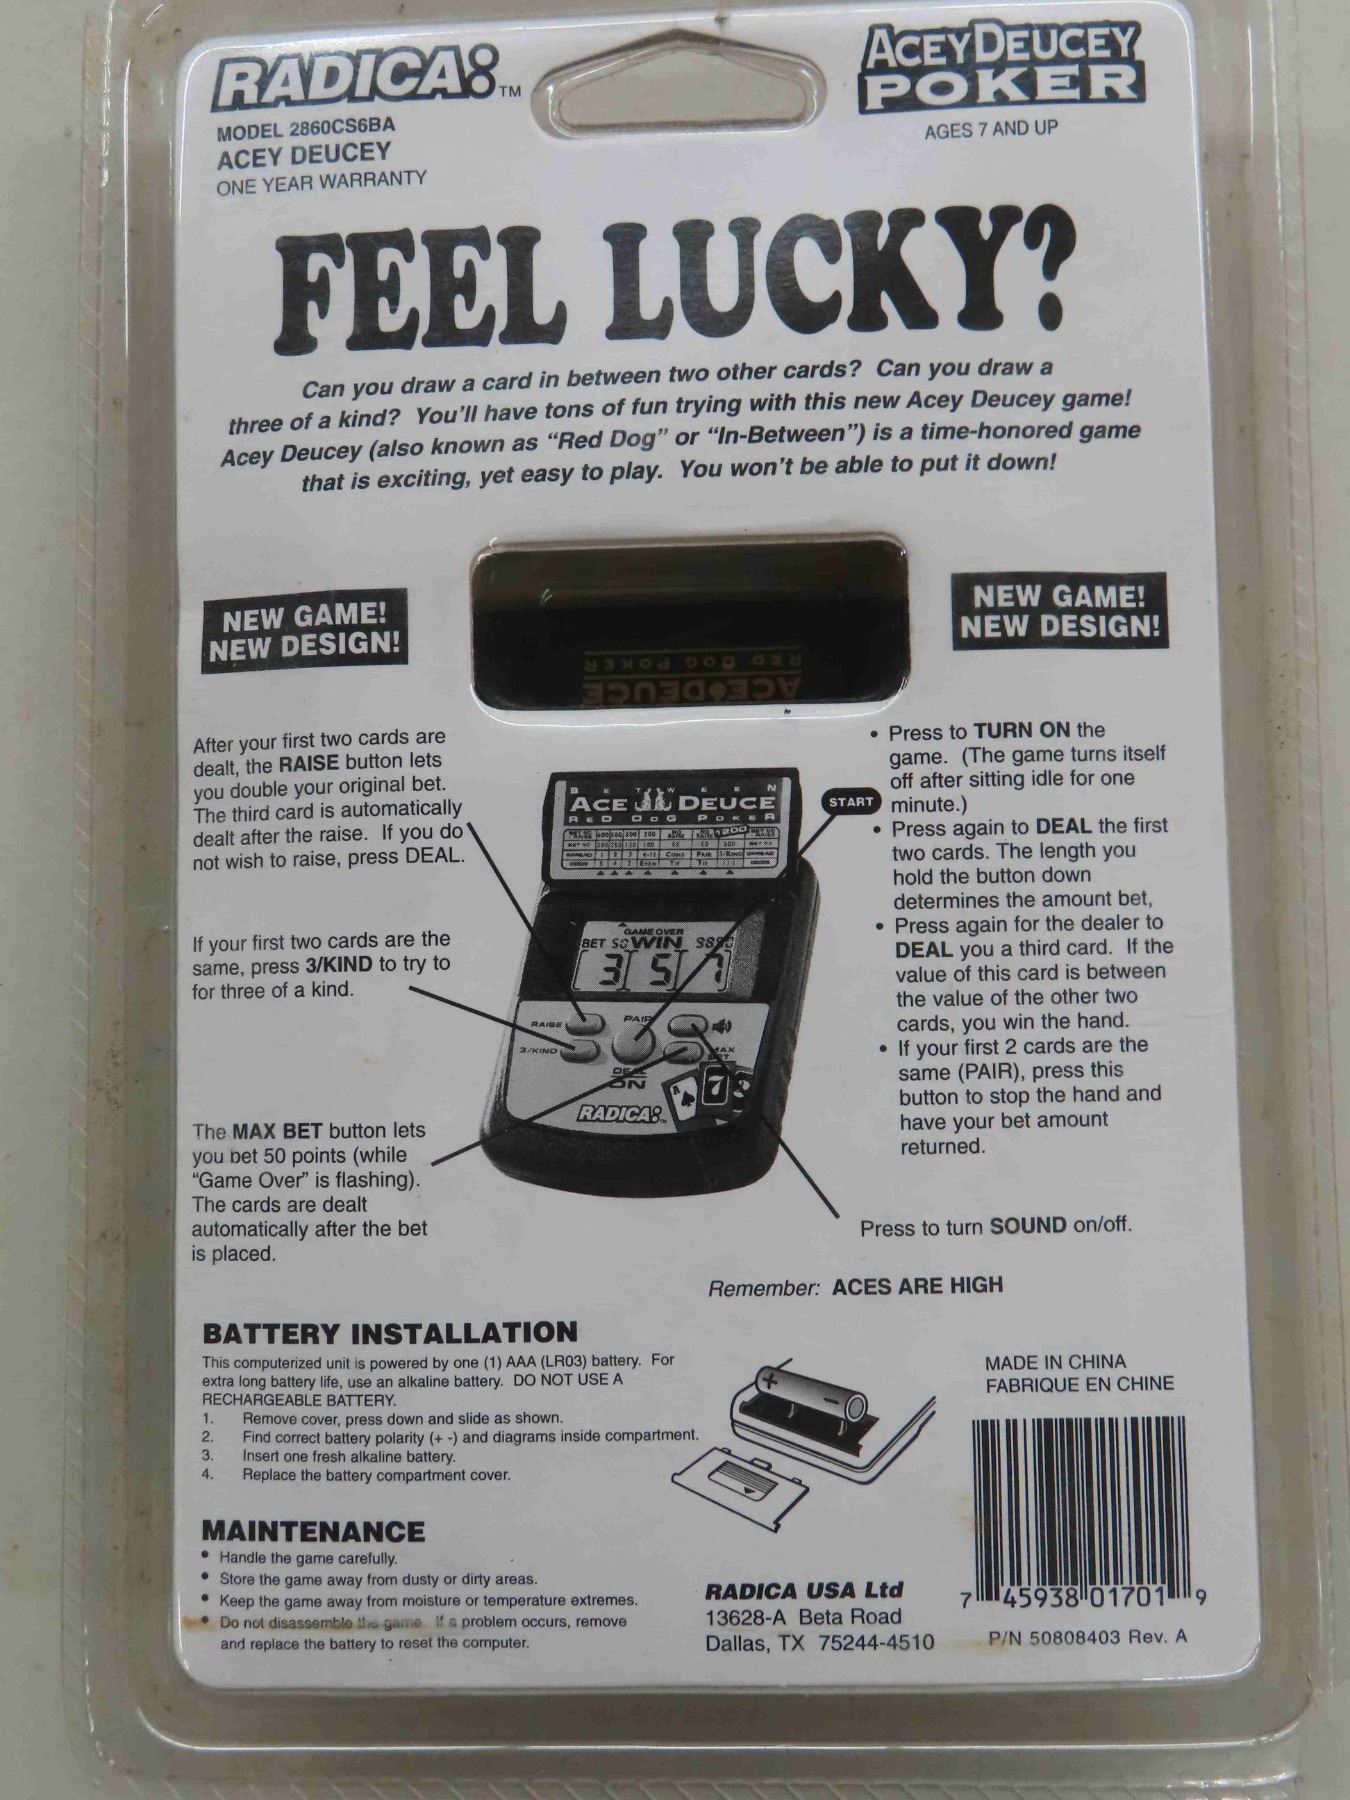 RADICA:™
MODEL 2860CS6BA
ACEY DEUCEY
ONE YEAR WARRANTY
ACEY DEUCEY
POKER
AGES 7 AND UP
FEEL LUCKY?
Can you draw a card in between two other cards? Can you draw a
three of a kind? You'll have tons of fun trying with this new Acey Deucey game!
Acey Deucey (also known as “Red Dog” or “In-Between”) is a time-honored game
that is exciting, yet easy to play. You won't be able to put it down!
NEW GAME!
NEW DESIGN!
RED DOG POKER
ACE DEUCE
NEW GAME!
NEW DESIGN!
After your first two cards are
dealt, the RAISE button lets
you double your original bet.
The third card is automatically
dealt after the raise. If you do
not wish to raise, press DEAL.
If your first two cards are the
same, press 3/KIND to try to
for three of a kind.
The MAX BET button lets
you bet 50 points (while
“Game Over” is flashing).
The cards are dealt
automatically after the bet
is placed.
BETWEEN
ACE DEUCE
RED DOG POKER
GAME OVER
BET 50 WIN
3 5 7
RAISE
PAIR
3/KIND
MAX
BET
DEAL
ON
A
7
RADICA:™
START
• Press to TURN ON the
game. (The game turns itself
off after sitting idle for one
minute.)
• Press again to DEAL the first
two cards. The length you
hold the button down
determines the amount bet,
• Press again for the dealer to
DEAL you a third card. If the
value of this card is between
the value of the other two
cards, you win the hand.
• If your first 2 cards are the
same (PAIR), press this
button to stop the hand and
have your bet amount
returned.
Press to turn SOUND on/off.
Remember: ACES ARE HIGH
BATTERY INSTALLATION
This computerized unit is powered by one (1) AAA (LR03) battery. For
extra long battery life, use an alkaline battery. DO NOT USE A
RECHARGEABLE BATTERY.
1. Remove cover, press down and slide as shown.
2. Find correct battery polarity (+ -) and diagrams inside compartment.
3. Insert one fresh alkaline battery.
4. Replace the battery compartment cover.
+ -
MAINTENANCE
• Handle the game carefully.
• Store the game away from dusty or dirty areas.
• Keep the game away from moisture or temperature extremes.
• Do not disassemble the game. If a problem occurs, remove
and replace the battery to reset the computer.
RADICA USA Ltd
13628-A Beta Road
Dallas, TX 75244-4510
MADE IN CHINA
FABRIQUE EN CHINE
7 45938 01701 9
P/N 50808403 Rev. A